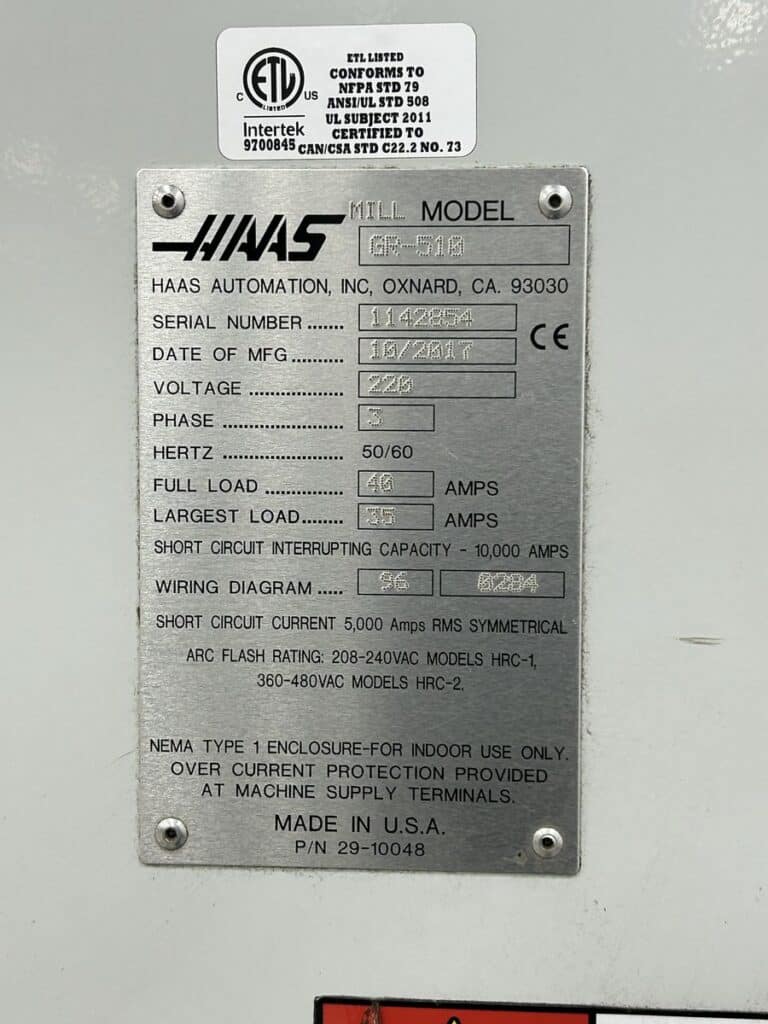 ETL LISTED
CONFORMS TO
NFPA STD 79
ANSI/UL STD 508
UL SUBJECT 2011
CERTIFIED TO
CAN/CSA STD C22.2 NO. 73
ETL
LISTED
C US
Intertek
9700845
HAAS
MILL MODEL
GR-510
HAAS AUTOMATION, INC, OXNARD, CA. 93030
SERIAL NUMBER ....... 1142854
DATE OF MFG.......... 10/2017
CE
VOLTAGE .................. 220
PHASE ....................... 3
HERTZ ....................... 50/60
FULL LOAD ............... 40 AMPS
LARGEST LOAD........ 35 AMPS
SHORT CIRCUIT INTERRUPTING CAPACITY - 10,000 AMPS
WIRING DIAGRAM ..... 96 0284
SHORT CIRCUIT CURRENT 5,000 Amps RMS SYMMETRICAL
ARC FLASH RATING: 208-240VAC MODELS HRC-1,
360-480VAC MODELS HRC-2.
NEMA TYPE 1 ENCLOSURE-FOR INDOOR USE ONLY.
OVER CURRENT PROTECTION PROVIDED
AT MACHINE SUPPLY TERMINALS.
MADE IN U.S.A.
P/N 29-10048